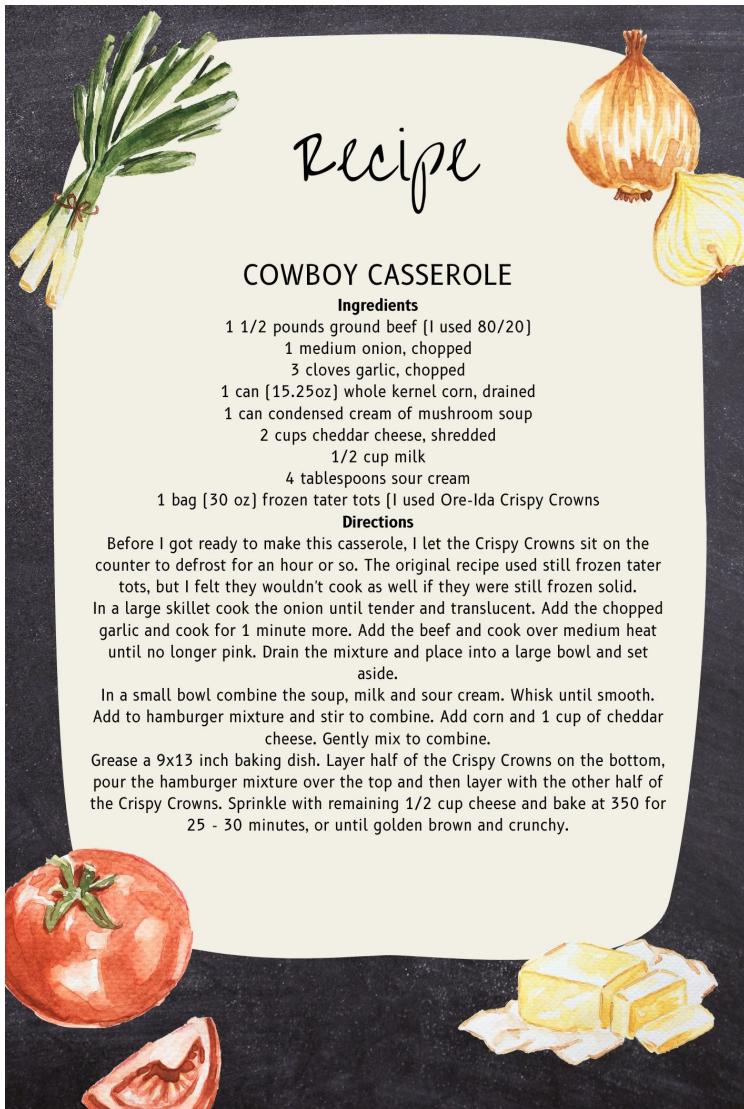 Recipe
COWBOY CASSEROLE
Ingredients
1 1/2 pounds ground beef (I used 80/20)
1 medium onion, chopped
3 cloves garlic, chopped
1 can (15.25oz) whole kernel corn, drained
1 can condensed cream of mushroom soup
2 cups cheddar cheese, shredded
1/2 cup milk
4 tablespoons sour cream
1 bag (30 oz) frozen tater tots (I used Ore-Ida Crispy Crowns
Directions
Before I got ready to make this casserole, I let the Crispy Crowns sit on the
counter to defrost for an hour or so. The original recipe used still frozen tater
tots, but I felt they wouldn't cook as well if they were still frozen solid.
In a large skillet cook the onion until tender and translucent. Add the chopped
garlic and cook for 1 minute more. Add the beef and cook over medium heat
until no longer pink. Drain the mixture and place into a large bowl and set
aside.
In a small bowl combine the soup, milk and sour cream. Whisk until smooth.
Add to hamburger mixture and stir to combine. Add corn and 1 cup of cheddar
cheese. Gently mix to combine.
Grease a 9x13 inch baking dish. Layer half of the Crispy Crowns on the bottom,
pour the hamburger mixture over the top and then layer with the other half of
the Crispy Crowns. Sprinkle with remaining 1/2 cup cheese and bake at 350 for
25 - 30 minutes, or until golden brown and crunchy.